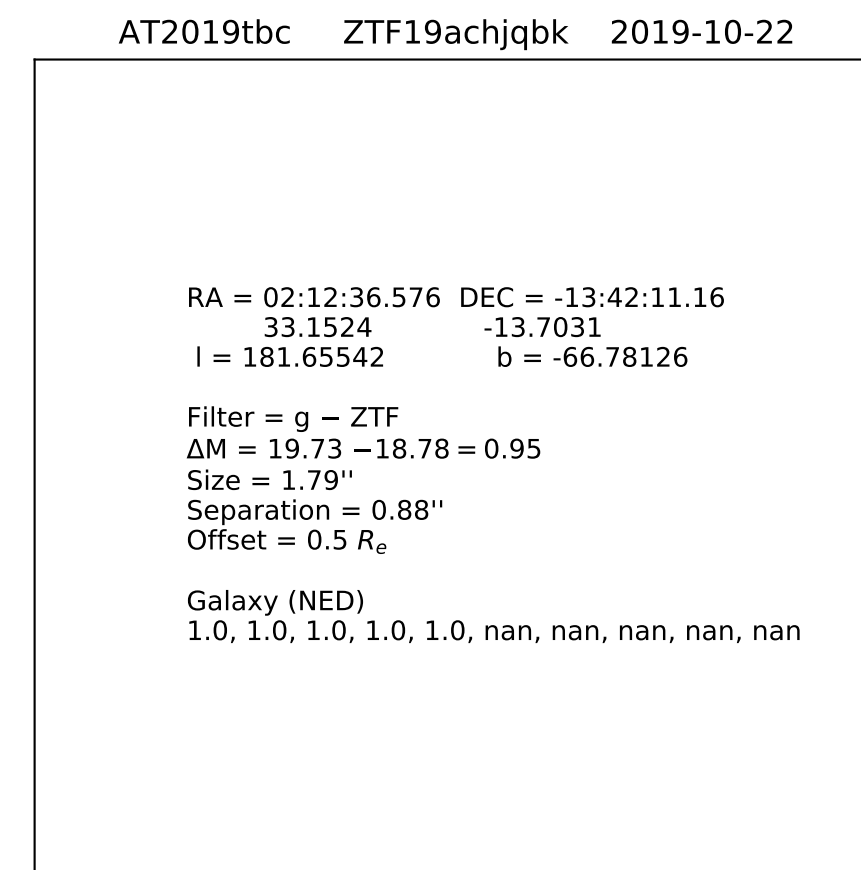 AT2019tbc ZTF19achjqbk 2019-10-22
RA = 02:12:36.576 DEC = -13:42:11.16
33.1524 -13.7031
l = 181.65542 b = -66.78126
Filter = g − ZTF
ΔM = 19.73 −18.78 = 0.95
Size = 1.79''
Separation = 0.88''
Offset = 0.5 Re
Galaxy (NED)
1.0, 1.0, 1.0, 1.0, 1.0, nan, nan, nan, nan, nan